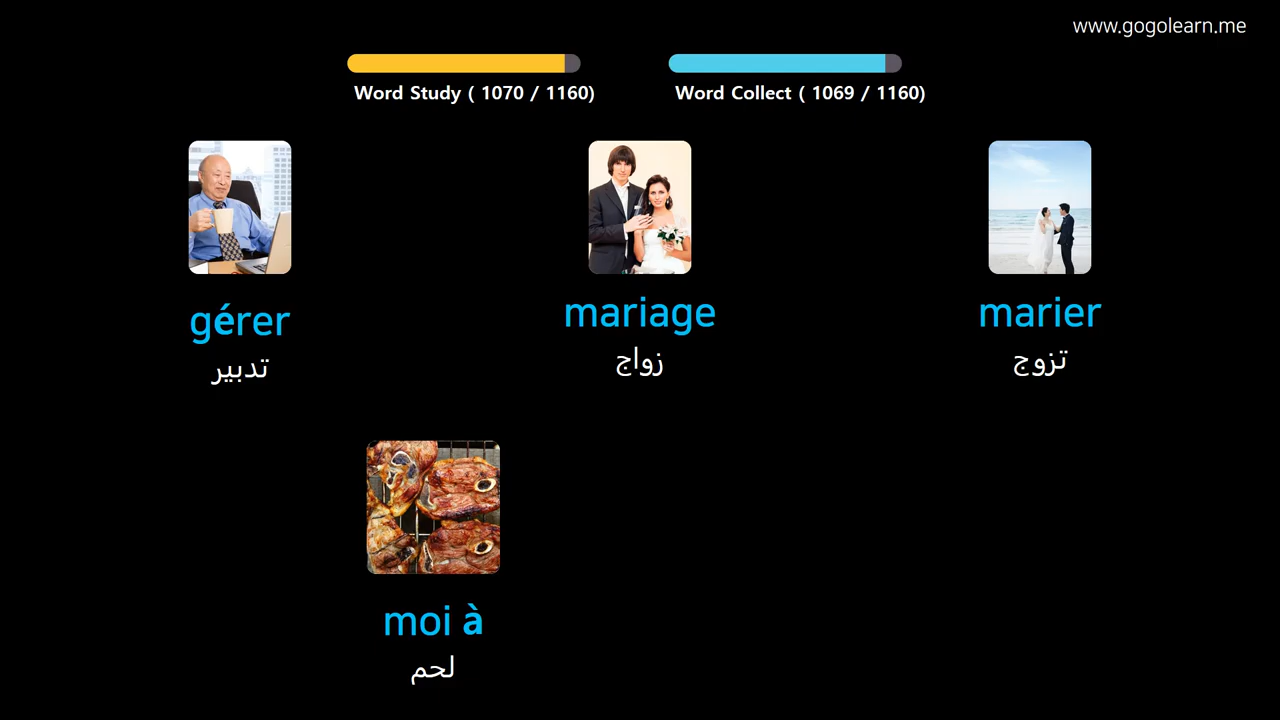 www.gogolearn.me
Word Study ( 1070 / 1160)
Word Collect ( 1069 / 1160)
gérer
تدبير
mariage
زواج
marier
تزوج
moi à
لحم